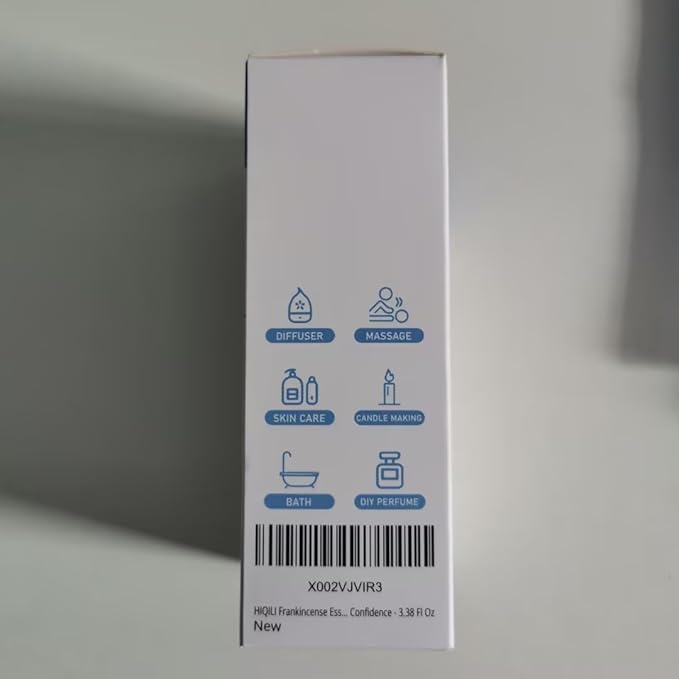 DIFFUSER MASSAGE
SKIN CARE CANDLE MAKING
BATH DIY PERFUME
X002VJVIR3
HIQILI Frankincense Ess... Confidence - 3.38 Fl Oz
New